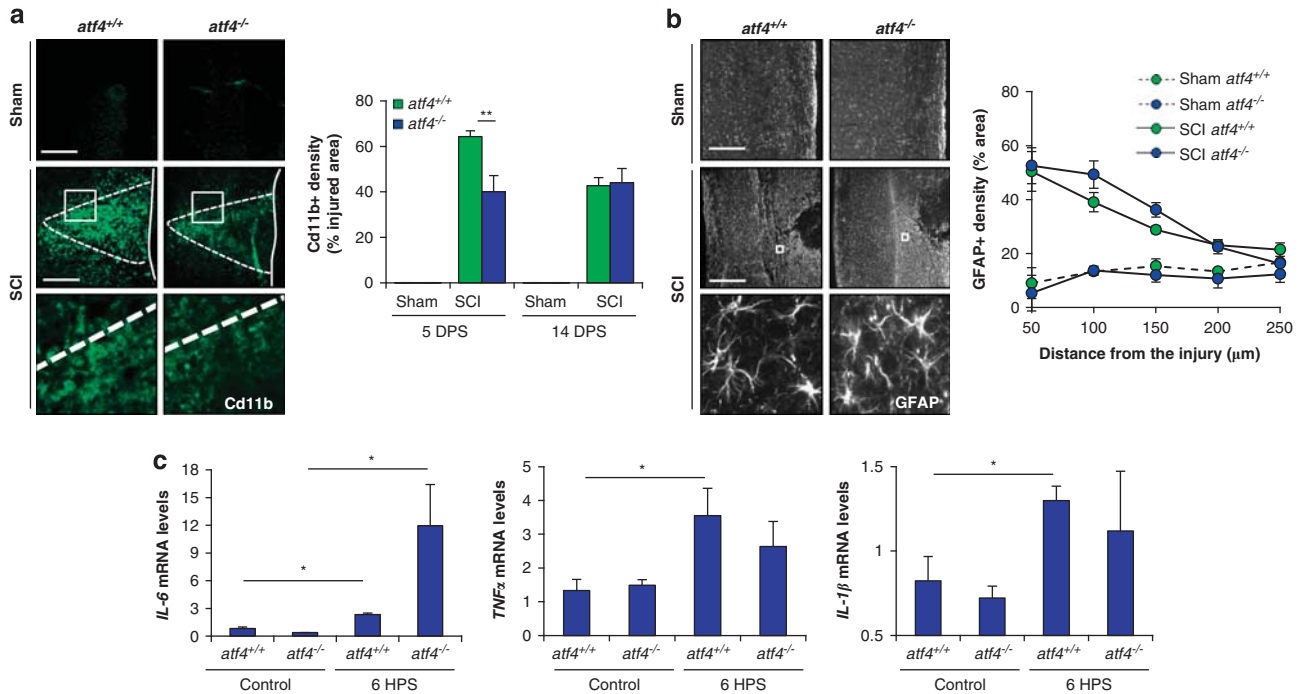 a
atf4+/+
atf4-/-
Sham
SCI
Cd11b
Cd11b+ density
(% injured area)
80
60
40
20
0
atf4+/+
atf4-/-
**
Sham
SCI
Sham
SCI
5 DPS
14 DPS
b
atf4+/+
atf4-/-
Sham
SCI
GFAP
Sham atf4+/+
Sham atf4-/-
SCI atf4+/+
SCI atf4-/-
GFAP+ density (% area)
80
60
40
20
0
50
100
150
200
250
Distance from the injury (μm)
c
IL-6 mRNA levels
18
15
12
9
6
3
0
*
*
atf4+/+
atf4-/-
atf4+/+
atf4-/-
Control
6 HPS
TNFα mRNA levels
5
4
3
2
1
0
*
atf4+/+
atf4-/-
atf4+/+
atf4-/-
Control
6 HPS
IL-1β mRNA levels
1.5
1
0.5
*
atf4+/+
atf4-/-
atf4+/+
atf4-/-
Control
6 HPS